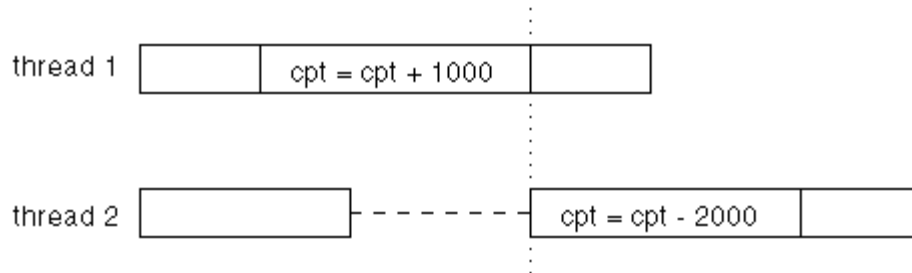 thread 1
cpt = cpt + 1000
thread 2
cpt = cpt - 2000